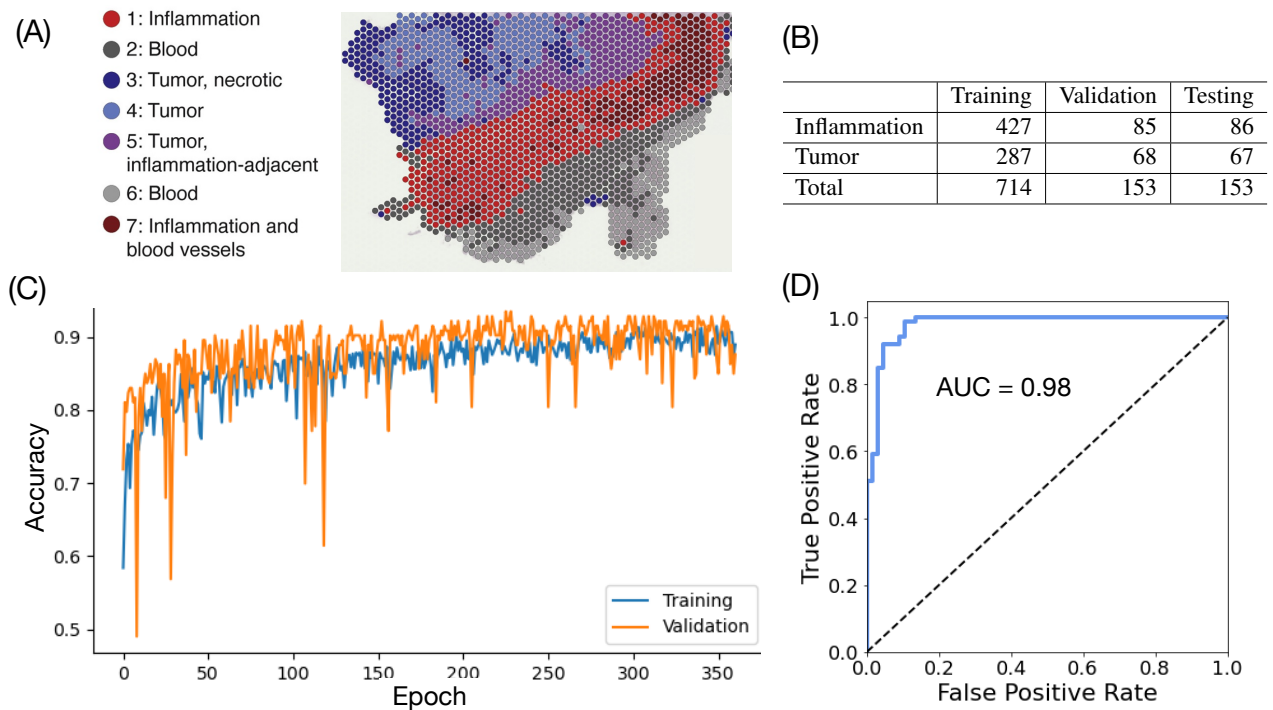 (A)
1: Inflammation
2: Blood
3: Tumor, necrotic
4: Tumor
5: Tumor,
inflammation-adjacent
6: Blood
7: Inflammation and
blood vessels
(B)
Training Validation Testing
Inflammation 427 85 86
Tumor 287 68 67
Total 714 153 153
(C)
Accuracy
0.9
0.8
0.7
0.6
0.5
Training
Validation
0 50 100 150 200 250 300 350
Epoch
(D)
True Positive Rate
1.0
0.8
0.6
0.4
0.2
0.0
AUC = 0.98
0.0 0.2 0.4 0.6 0.8 1.0
False Positive Rate